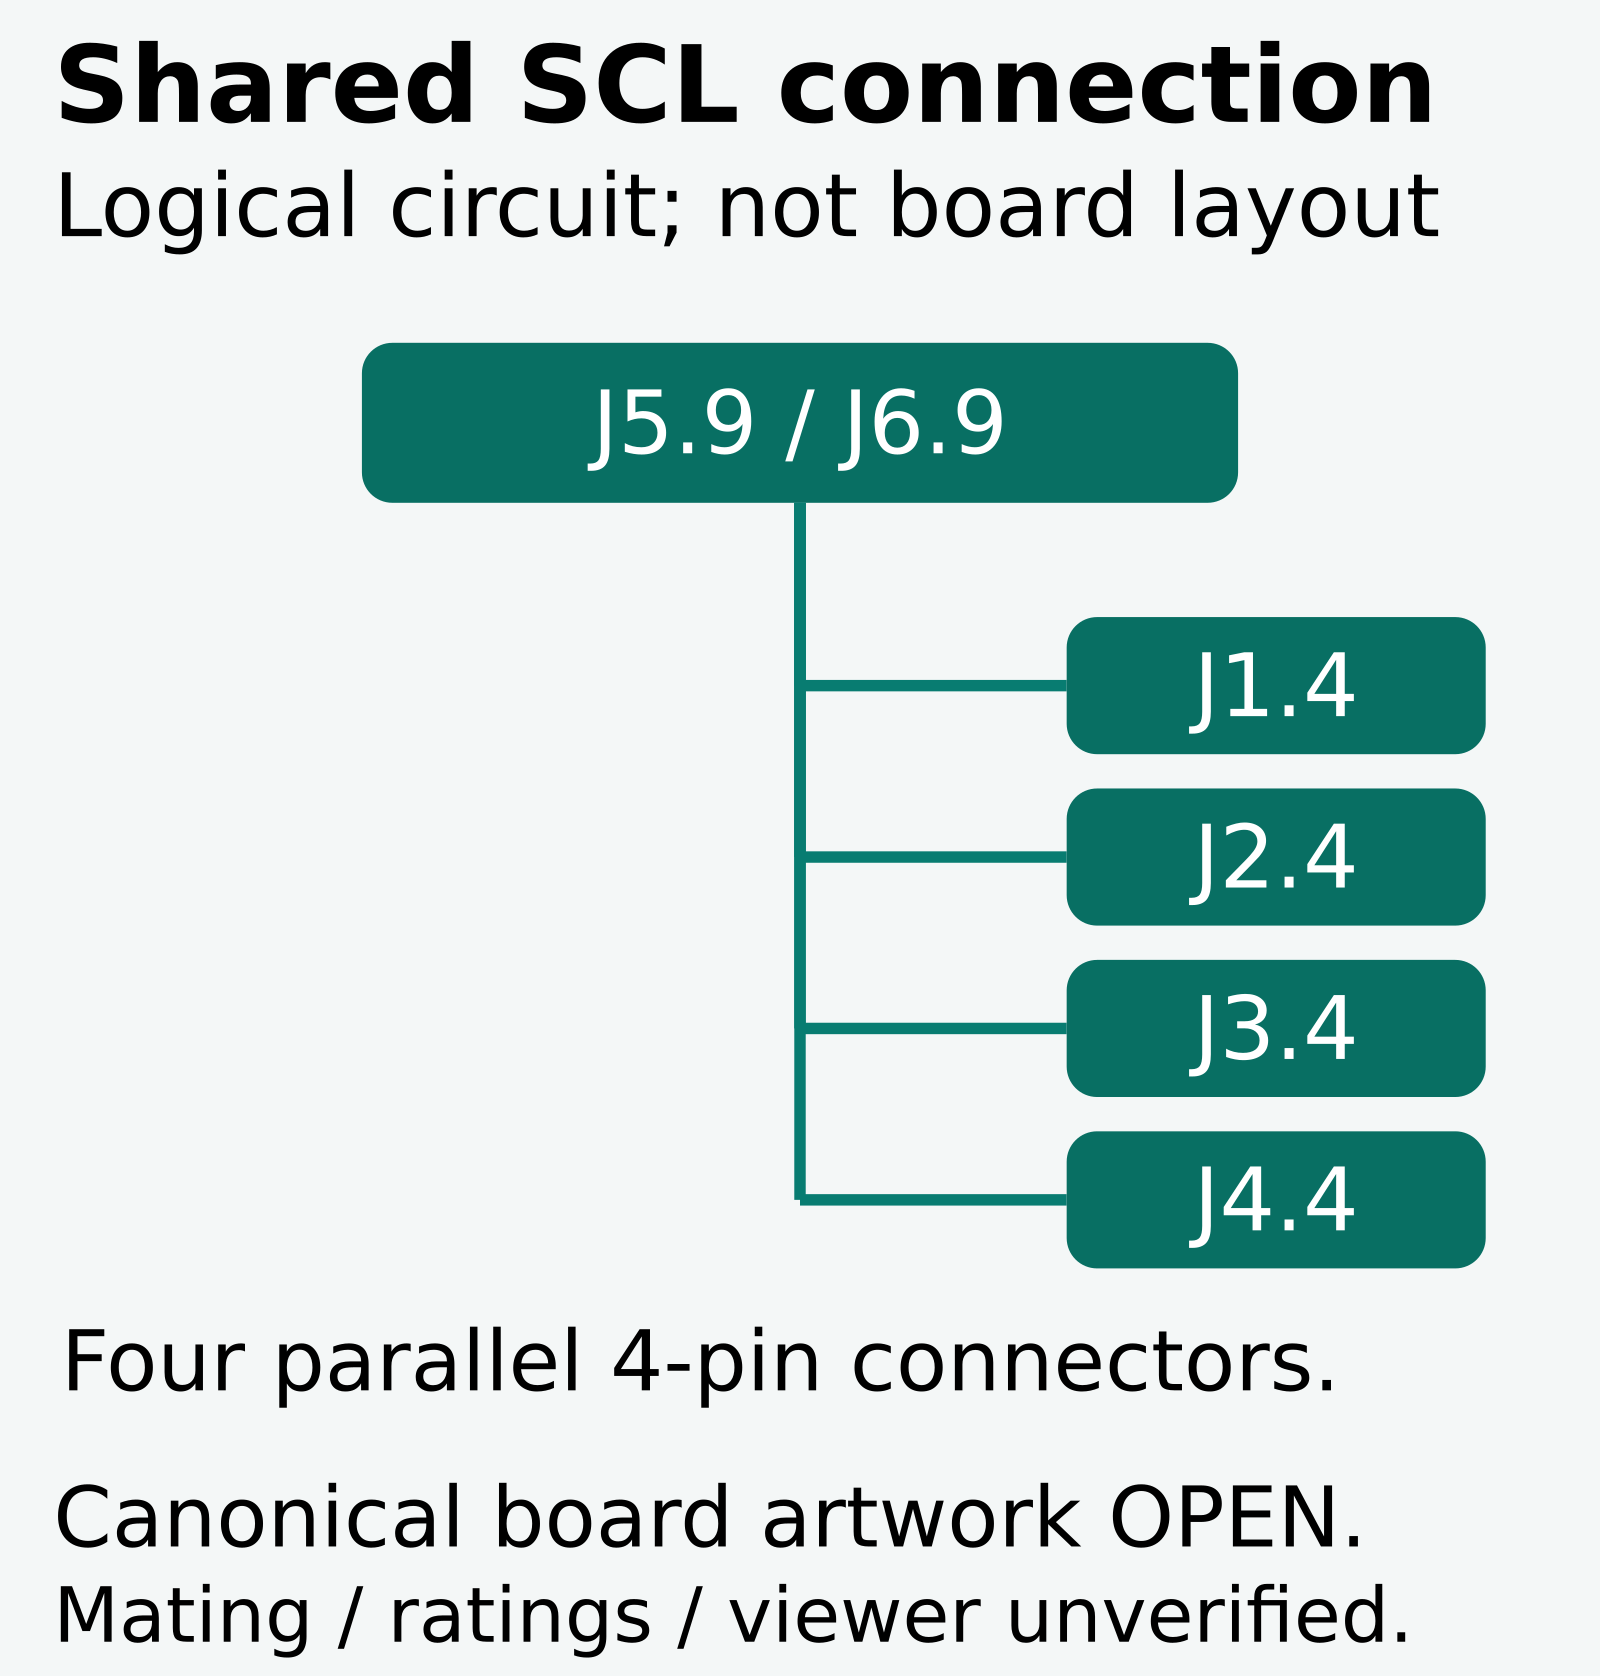 Shared SCL connection
Logical circuit; not board layout
J5.9 / J6.9
J1.4
J2.4
J3.4
J4.4
Four parallel 4-pin connectors.
Canonical board artwork OPEN.
Mating / ratings / viewer unverified.